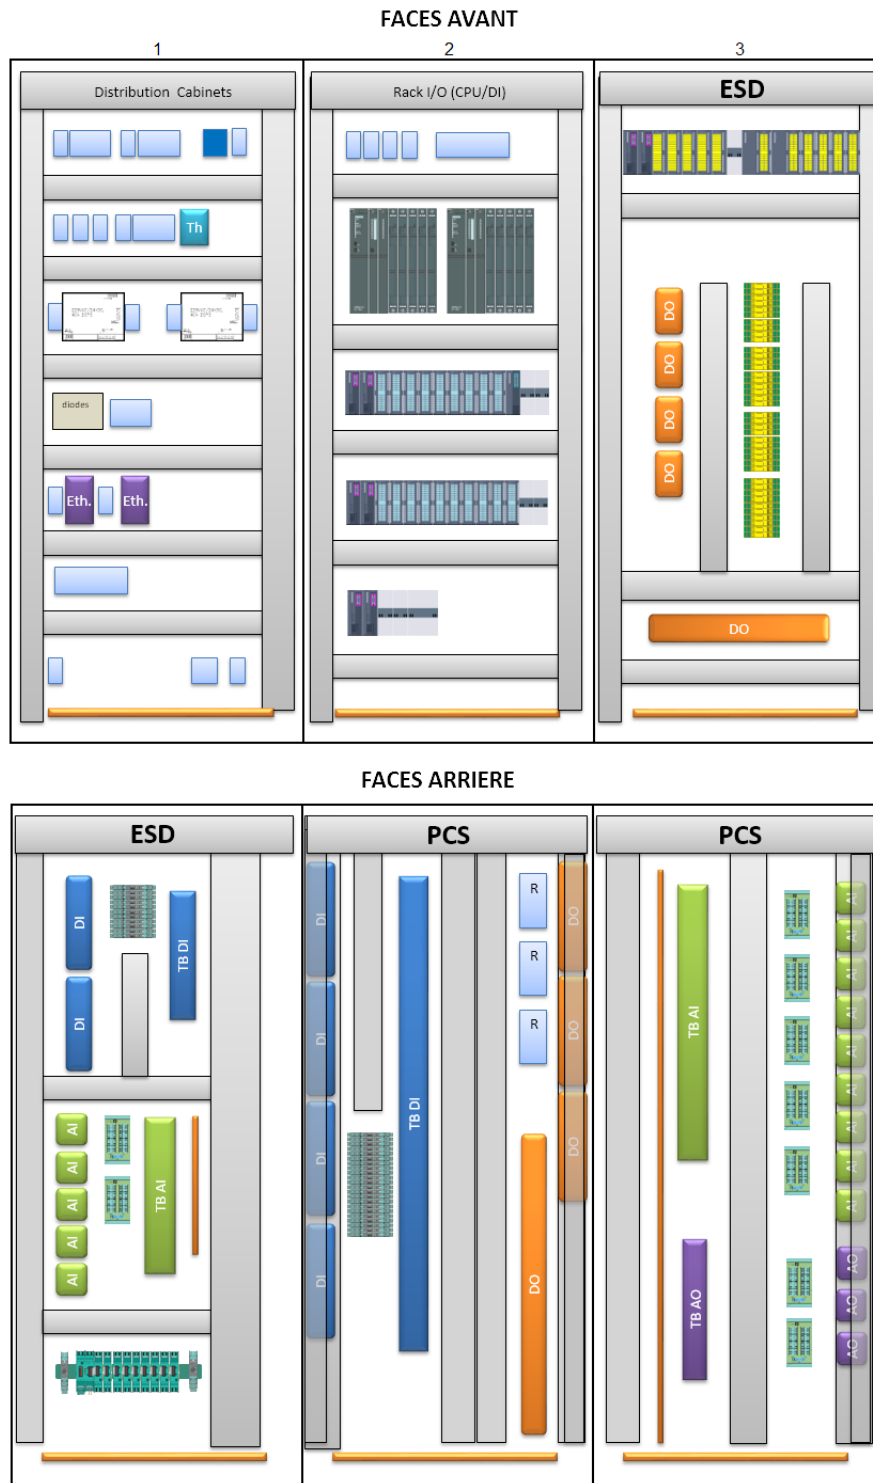 FACES AVANT
1
2
3
Distribution Cabinets
Rack I/O (CPU/DI)
ESD
Th
diodes
Eth.
Eth.
DO
DO
DO
DO
DO
FACES ARRIERE
ESD
PCS
PCS
DI
TB DI
DI
AI
AI
AI
AI
AI
TB AI
DI
DI
DI
DI
TB DI
R
R
R
DO
DO
DO
DO
TB AI
TB AO
AI
AI
AI
AI
AI
AI
AI
AI
AI
AO
AO
AO